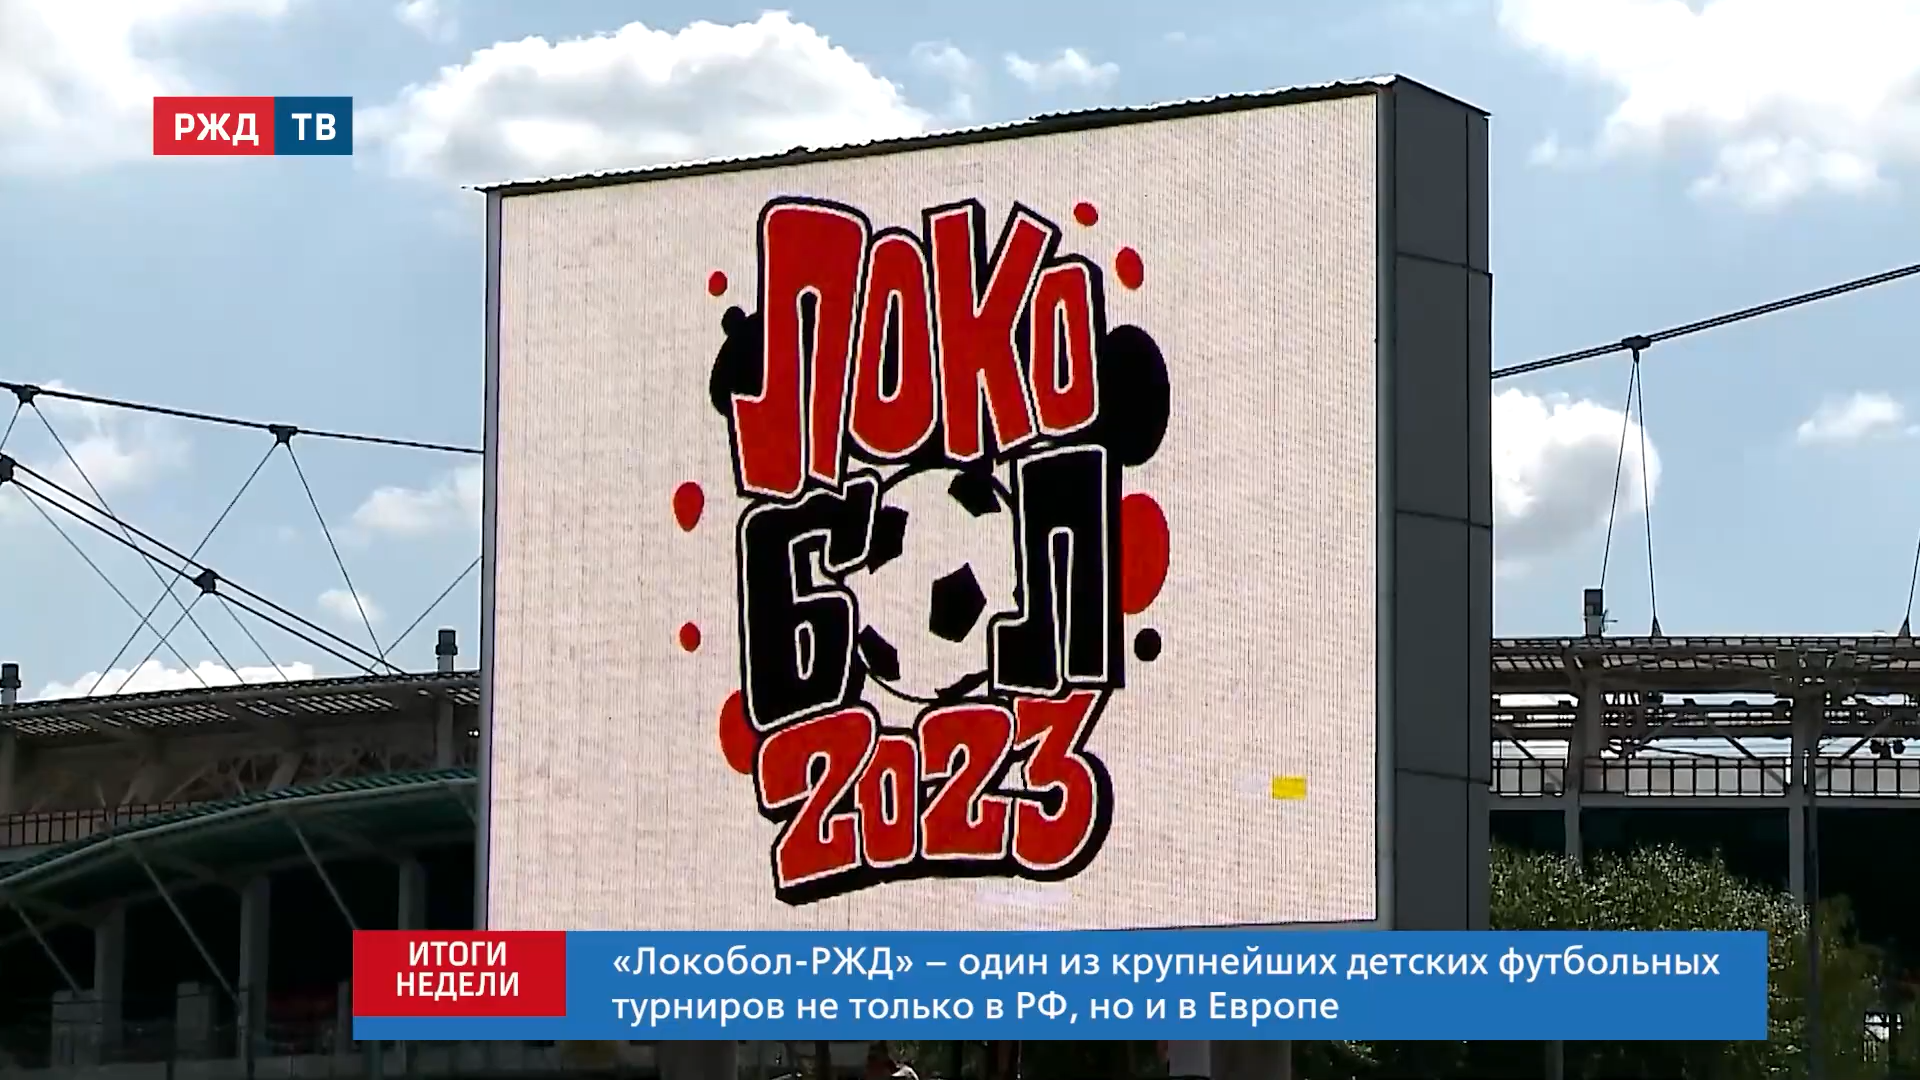 РЖД ТВ
ЛОКО
БОЛ
2023
ИТОГИ
НЕДЕЛИ
«Локобол-РЖД» – один из крупнейших детских футбольных
турниров не только в РФ, но и в Европе